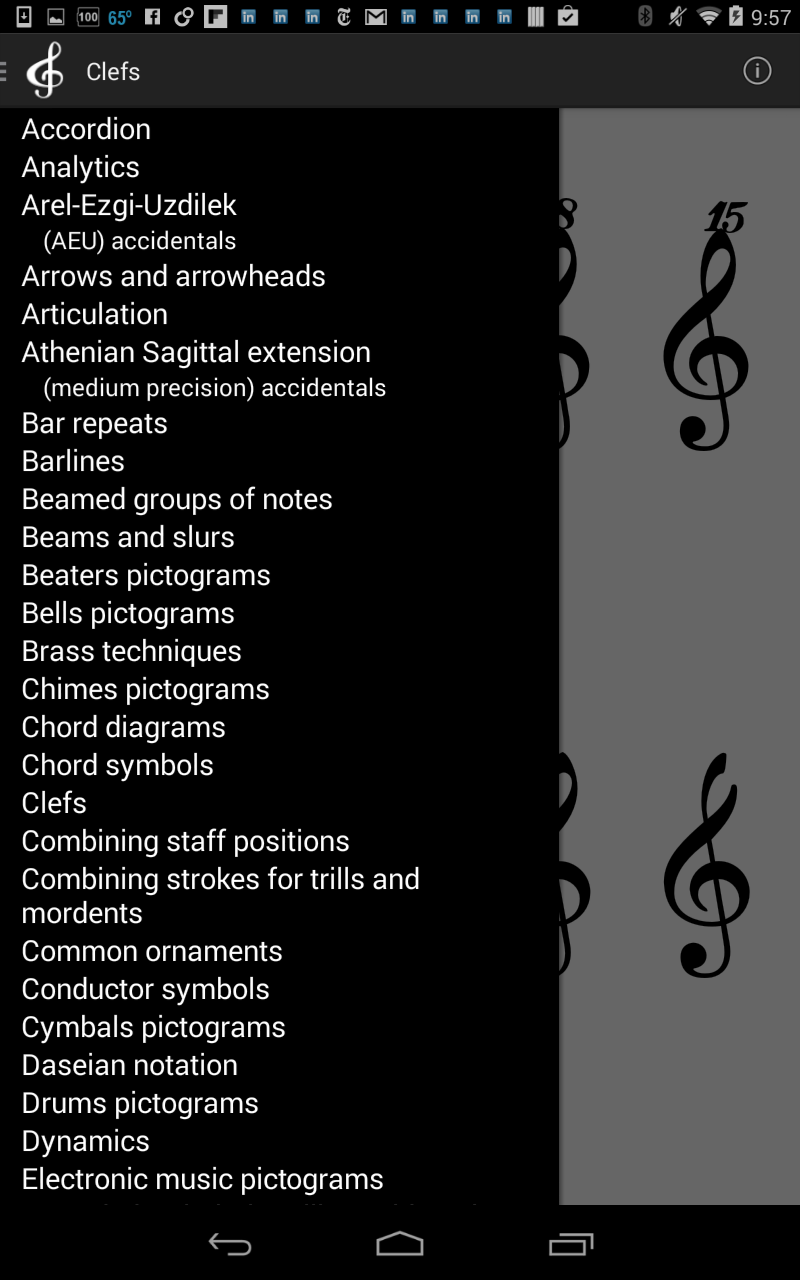 100 65° 9:57
Clefs
Accordion
Analytics
Arel-Ezgi-Uzdilek
(AEU) accidentals
Arrows and arrowheads
Articulation
Athenian Sagittal extension
(medium precision) accidentals
Bar repeats
Barlines
Beamed groups of notes
Beams and slurs
Beaters pictograms
Bells pictograms
Brass techniques
Chimes pictograms
Chord diagrams
Chord symbols
Clefs
Combining staff positions
Combining strokes for trills and
mordents
Common ornaments
Conductor symbols
Cymbals pictograms
Daseian notation
Drums pictograms
Dynamics
Electronic music pictograms
8 15